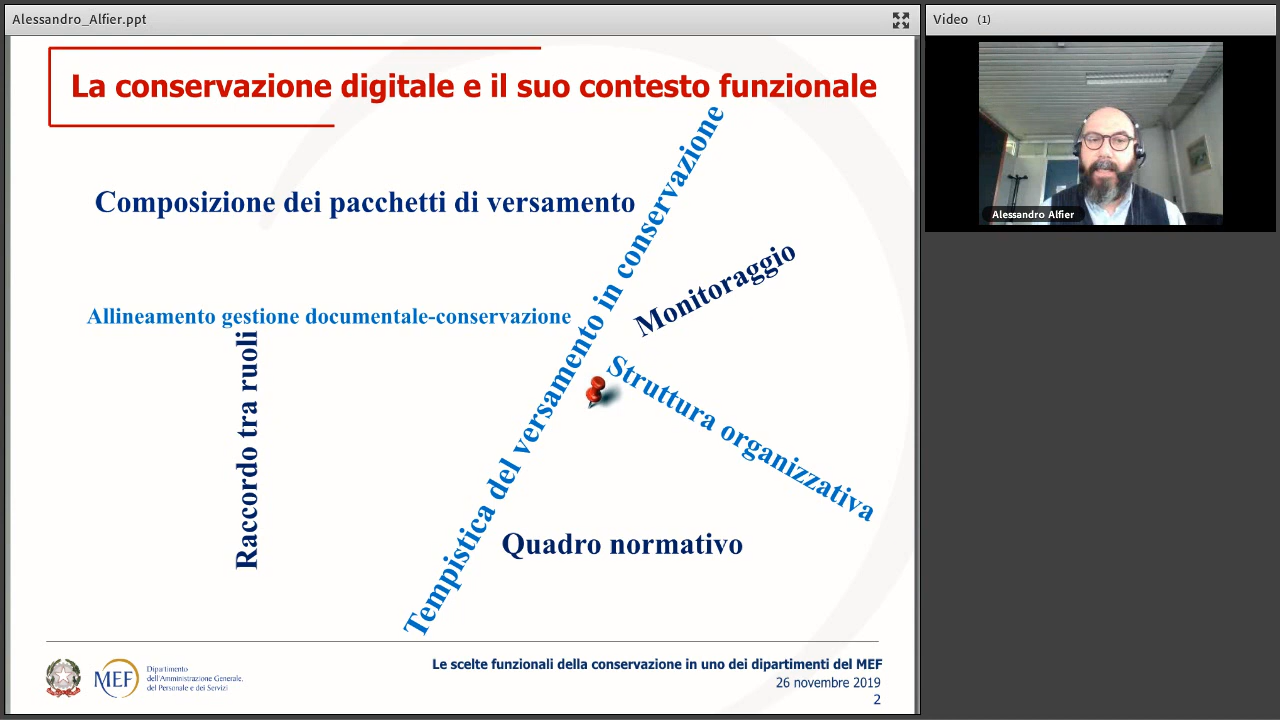 Alessandro_Alfier.ppt
Video (1)
La conservazione digitale e il suo contesto funzionale
Composizione dei pacchetti di versamento
Tempistica del versamento in conservazione
Monitoraggio
Allineamento gestione documentale-conservazione
Raccordo tra ruoli
Struttura organizzativa
Quadro normativo
Alessandro Alfier
MEF
Dipartimento
dell'Amministrazione Generale,
del Personale e dei Servizi
Le scelte funzionali della conservazione in uno dei dipartimenti del MEF
26 novembre 2019
2